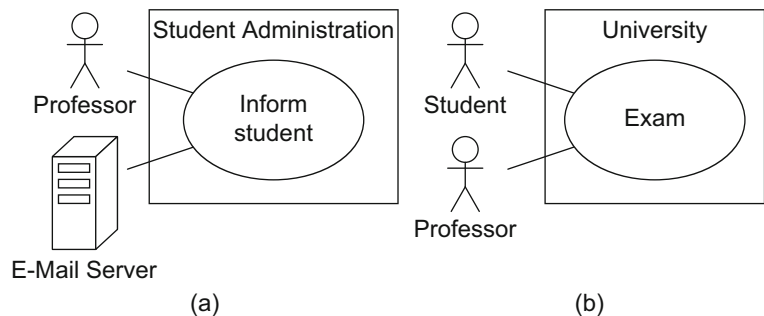 Student Administration
Professor
Inform
student
E-Mail Server
(a)
University
Student
Exam
Professor
(b)